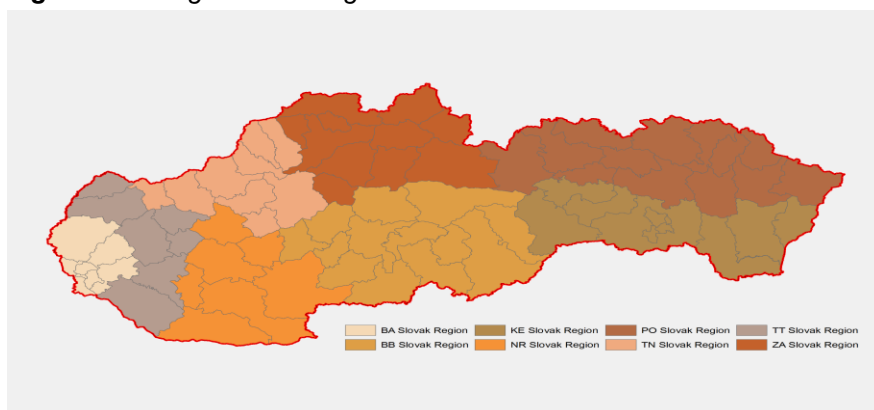 BA Slovak Region KE Slovak Region PO Slovak Region TT Slovak Region
BB Slovak Region NR Slovak Region TN Slovak Region ZA Slovak Region